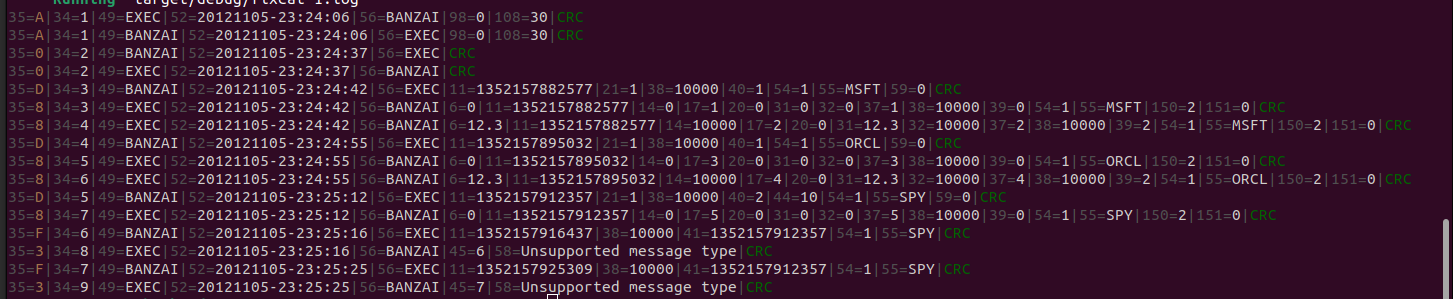 Running `target/debug/fixcat 1.log`
35=A|34=1|49=EXEC|52=20121105-23:24:06|56=BANZAI|98=0|108=30|CRC
35=A|34=1|49=BANZAI|52=20121105-23:24:06|56=EXEC|98=0|108=30|CRC
35=0|34=2|49=BANZAI|52=20121105-23:24:37|56=EXEC|CRC
35=0|34=2|49=EXEC|52=20121105-23:24:37|56=BANZAI|CRC
35=D|34=3|49=BANZAI|52=20121105-23:24:42|56=EXEC|11=1352157882577|21=1|38=10000|40=1|54=1|55=MSFT|59=0|CRC
35=8|34=3|49=EXEC|52=20121105-23:24:42|56=BANZAI|6=0|11=1352157882577|14=0|17=1|20=0|31=0|32=0|37=1|38=10000|39=0|54=1|55=MSFT|150=2|151=0|CRC
35=8|34=4|49=EXEC|52=20121105-23:24:42|56=BANZAI|6=12.3|11=1352157882577|14=10000|17=2|20=0|31=12.3|32=10000|37=2|38=10000|39=2|54=1|55=MSFT|150=2|151=0|CRC
35=D|34=4|49=BANZAI|52=20121105-23:24:55|56=EXEC|11=1352157895032|21=1|38=10000|40=1|54=1|55=ORCL|59=0|CRC
35=8|34=5|49=EXEC|52=20121105-23:24:55|56=BANZAI|6=0|11=1352157895032|14=0|17=3|20=0|31=0|32=0|37=3|38=10000|39=0|54=1|55=ORCL|150=2|151=0|CRC
35=8|34=6|49=EXEC|52=20121105-23:24:55|56=BANZAI|6=12.3|11=1352157895032|14=10000|17=4|20=0|31=12.3|32=10000|37=4|38=10000|39=2|54=1|55=ORCL|150=2|151=0|CRC
35=D|34=5|49=BANZAI|52=20121105-23:25:12|56=EXEC|11=1352157912357|21=1|38=10000|40=2|44=10|54=1|55=SPY|59=0|CRC
35=8|34=7|49=EXEC|52=20121105-23:25:12|56=BANZAI|6=0|11=1352157912357|14=0|17=5|20=0|31=0|32=0|37=5|38=10000|39=0|54=1|55=SPY|150=2|151=0|CRC
35=F|34=6|49=BANZAI|52=20121105-23:25:16|56=EXEC|11=1352157916437|38=10000|41=1352157912357|54=1|55=SPY|CRC
35=3|34=8|49=EXEC|52=20121105-23:25:16|56=BANZAI|45=6|58=Unsupported message type|CRC
35=F|34=7|49=BANZAI|52=20121105-23:25:25|56=EXEC|11=1352157925309|38=10000|41=1352157912357|54=1|55=SPY|CRC
35=3|34=9|49=EXEC|52=20121105-23:25:25|56=BANZAI|45=7|58=Unsupported message type|CRC